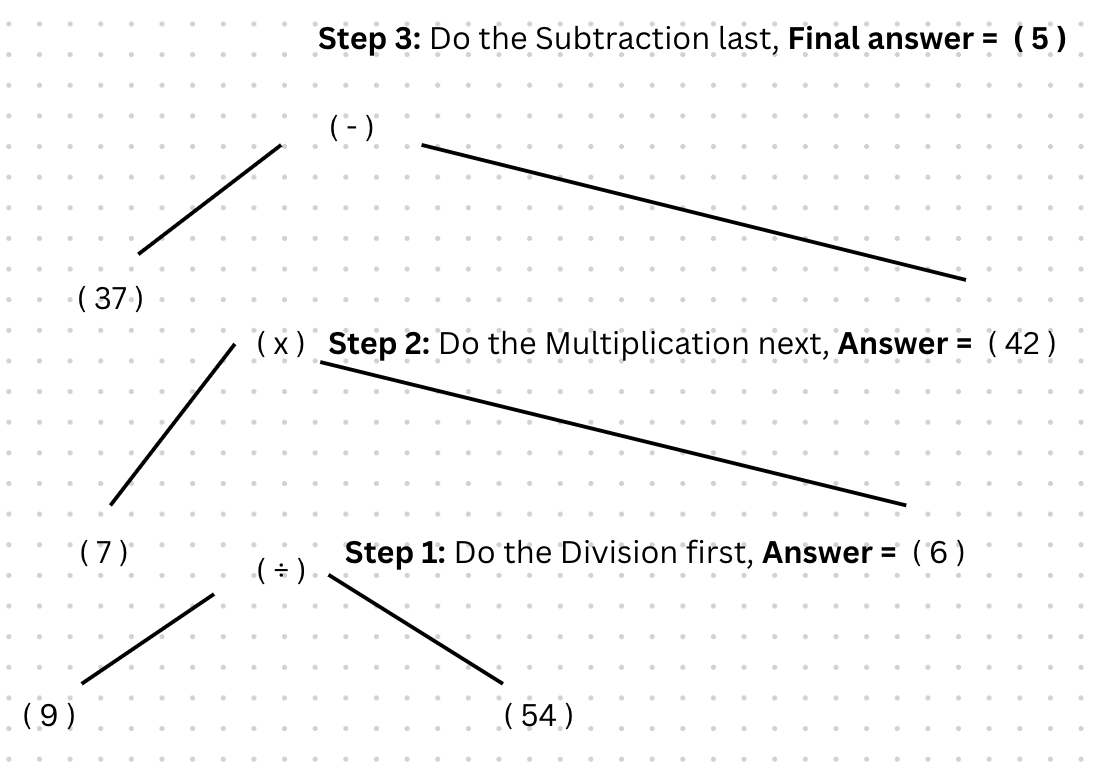 Step 3: Do the Subtraction last, Final answer = ( 5 )
( - )
( 37 )
( x ) Step 2: Do the Multiplication next, Answer = ( 42 )
( 7 )
Step 1: Do the Division first, Answer = ( 6 )
( ÷ )
( 9 )
( 54 )